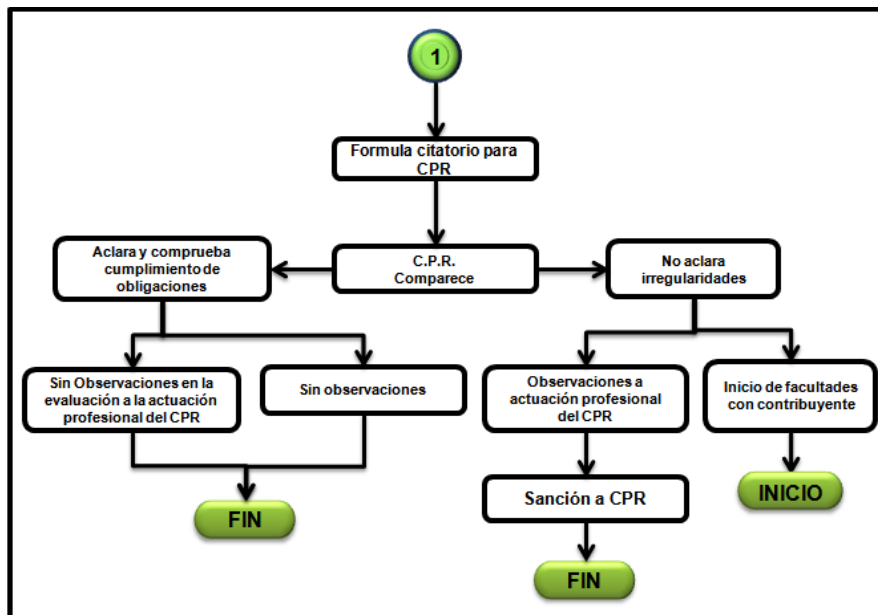 1
Formula citatorio para
CPR
Aclara y comprueba
cumplimiento de
obligaciones
C.P.R.
Comparece
No aclara
irregularidades
Sin Observaciones en la
evaluación a la actuación
profesional del CPR
Sin observaciones
Observaciones a
actuación profesional
del CPR
Inicio de facultades
con contribuyente
FIN
Sanción a CPR
INICIO
FIN